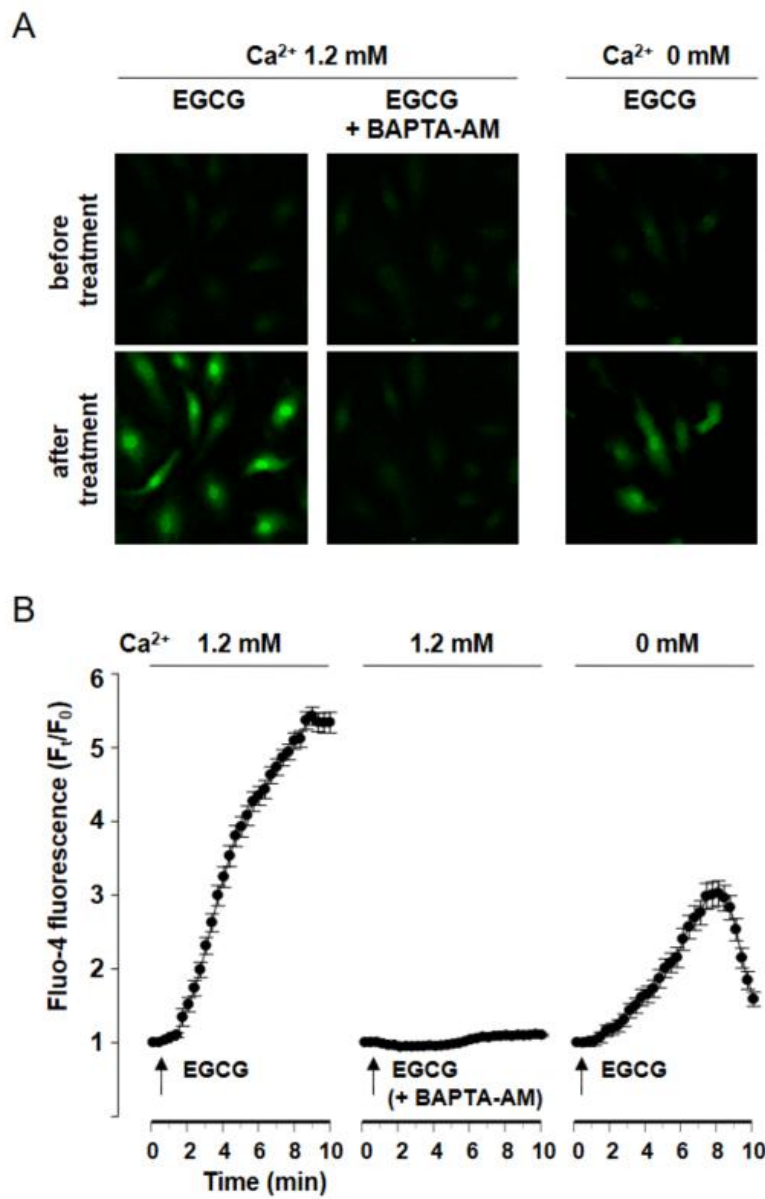 A
Ca²⁺ 1.2 mM
Ca²⁺ 0 mM
EGCG
EGCG
+ BAPTA-AM
EGCG
before
treatment
after
treatment
B
Ca²⁺ 1.2 mM
1.2 mM
0 mM
Fluo-4 fluorescence (Fₜ/F₀)
6
5
4
3
2
1
EGCG
EGCG
(+ BAPTA-AM)
EGCG
0 2 4 6 8 10
0 2 4 6 8 10
0 2 4 6 8 10
Time (min)